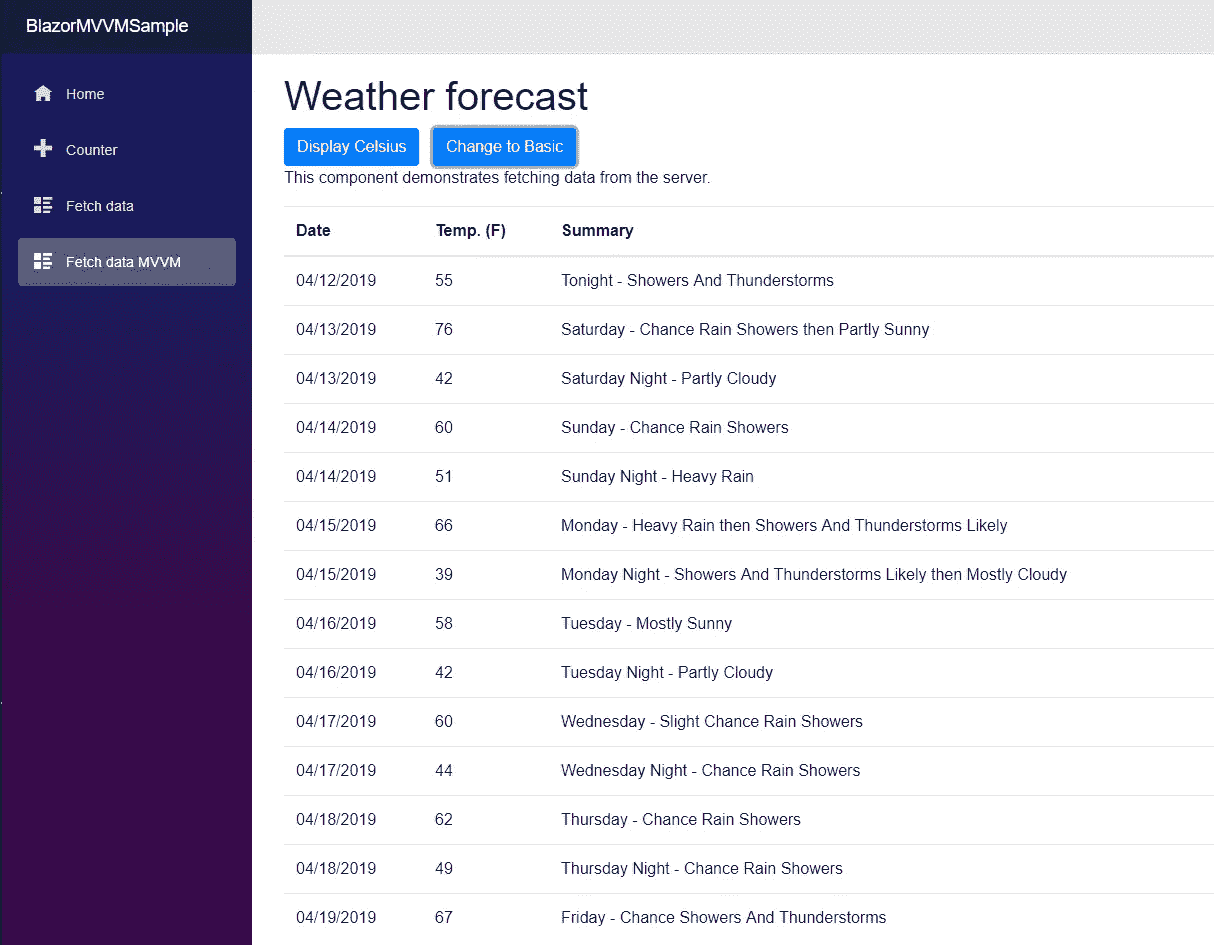 BlazorMVVMSample
Home
Counter
Fetch data
Fetch data MVVM
Weather forecast
Display Celsius Change to Basic
This component demonstrates fetching data from the server.
Date Temp. (F) Summary
04/12/2019 55 Tonight - Showers And Thunderstorms
04/13/2019 76 Saturday - Chance Rain Showers then Partly Sunny
04/13/2019 42 Saturday Night - Partly Cloudy
04/14/2019 60 Sunday - Chance Rain Showers
04/14/2019 51 Sunday Night - Heavy Rain
04/15/2019 66 Monday - Heavy Rain then Showers And Thunderstorms Likely
04/15/2019 39 Monday Night - Showers And Thunderstorms Likely then Mostly Cloudy
04/16/2019 58 Tuesday - Mostly Sunny
04/16/2019 42 Tuesday Night - Partly Cloudy
04/17/2019 60 Wednesday - Slight Chance Rain Showers
04/17/2019 44 Wednesday Night - Chance Rain Showers
04/18/2019 62 Thursday - Chance Rain Showers
04/18/2019 49 Thursday Night - Chance Rain Showers
04/19/2019 67 Friday - Chance Showers And Thunderstorms